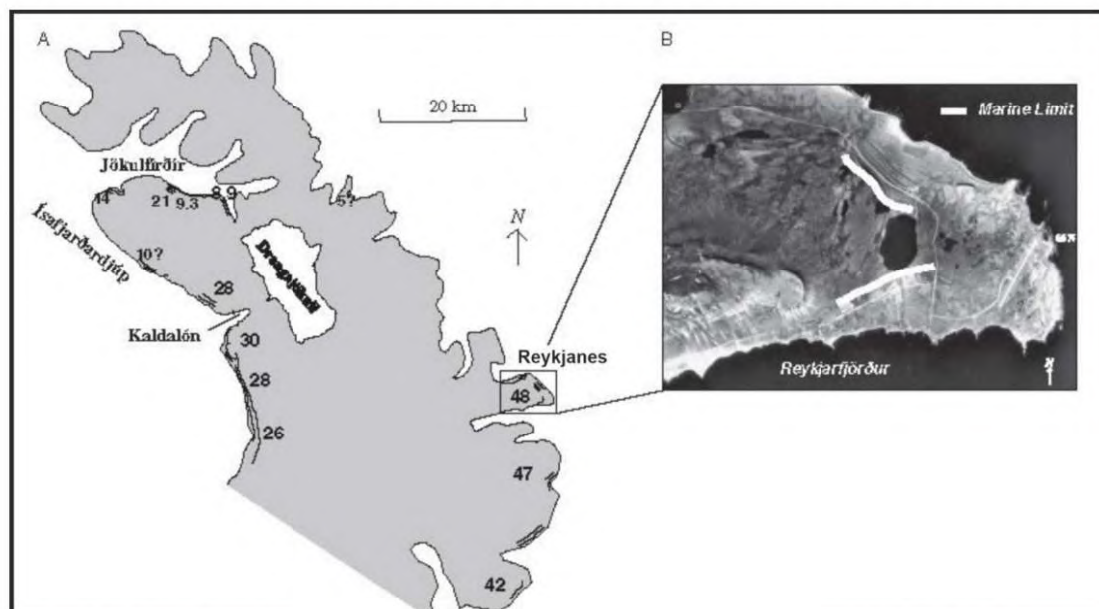 A
B
20 km
Marine Limit
Jökulfirðir
14
21
9.3
8.9
5?
Ísafjarðardjúp
N
10?
Drangajökull
28
Kaldalón
30
Reykjanes
28
48
Reykjarfjörður
N
26
47
42